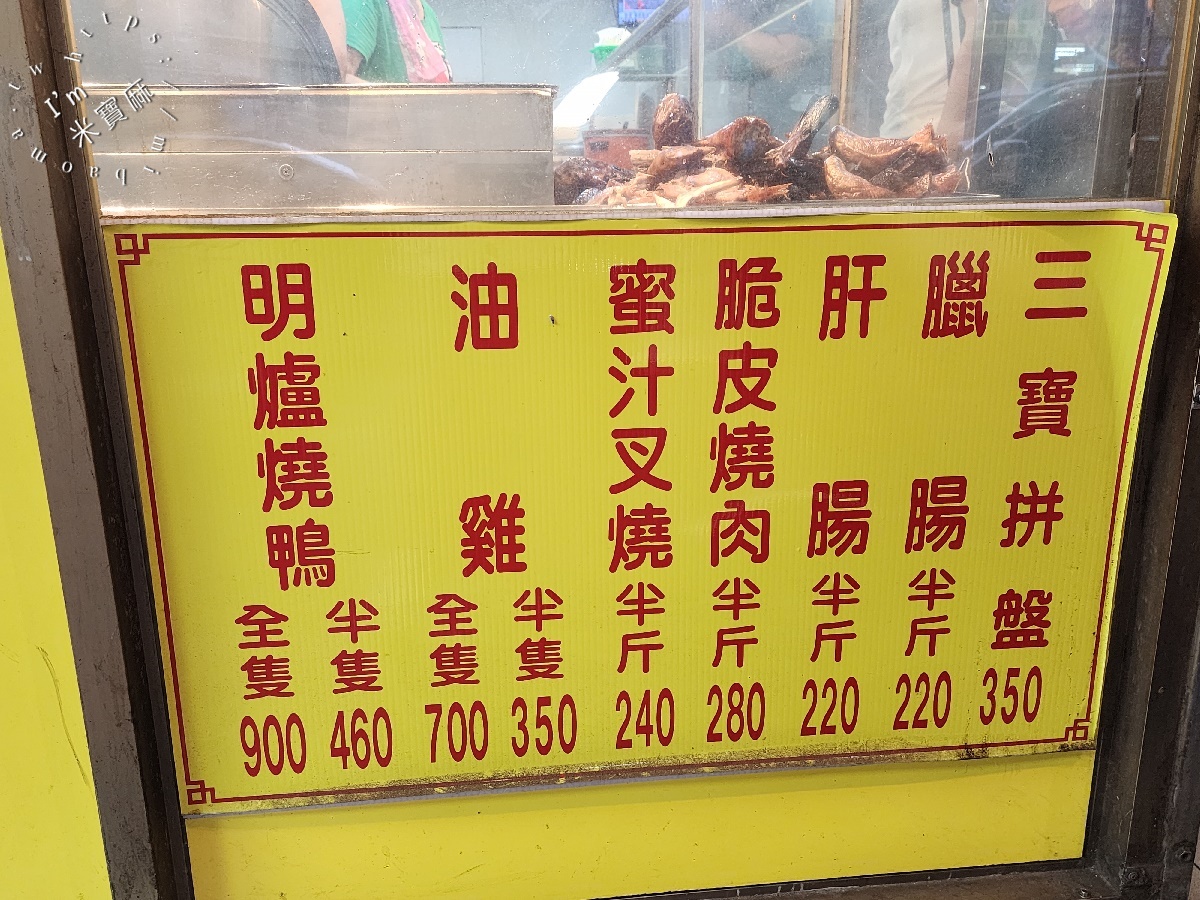 三寶拼盤 350
臘腸 半斤 220
肝腸 半斤 220
脆皮燒肉 半斤 280
蜜汁叉燒 半斤 240
油雞 半隻 350 全隻 700
明爐燒鴨 半隻 460 全隻 900
I'm
米寶麻